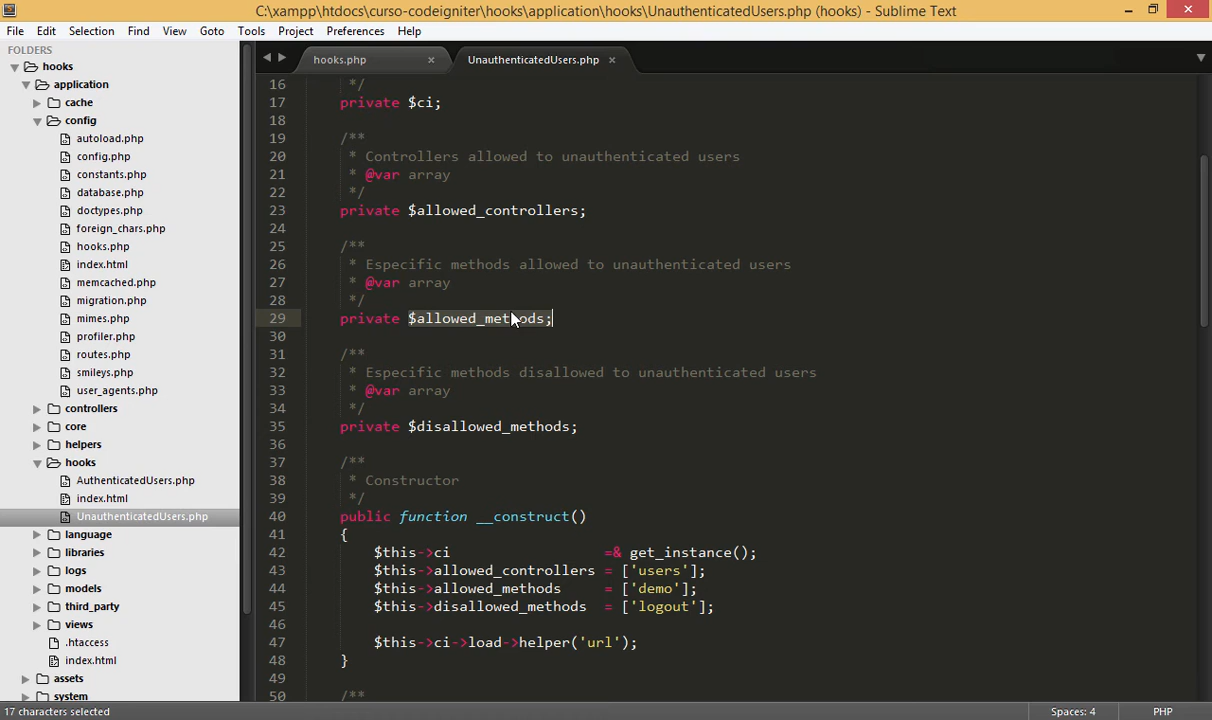 C:\xampp\htdocs\curso-codeigniter\hooks\application\hooks\UnauthenticatedUsers.php (hooks) - Sublime Text
File Edit Selection Find View Goto Tools Project Preferences Help
FOLDERS
hooks
application
cache
config
autoload.php
config.php
constants.php
database.php
doctypes.php
foreign_chars.php
hooks.php
index.html
memcached.php
migration.php
mimes.php
profiler.php
routes.php
smileys.php
user_agents.php
controllers
core
helpers
hooks
AuthenticatedUsers.php
index.html
UnauthenticatedUsers.php
language
libraries
logs
models
third_party
views
.htaccess
index.html
assets
system
hooks.php UnauthenticatedUsers.php
16 */
17 private $ci;
18
19 /**
20 * Controllers allowed to unauthenticated users
21 * @var array
22 */
23 private $allowed_controllers;
24
25 /**
26 * Especific methods allowed to unauthenticated users
27 * @var array
28 */
29 private $allowed_methods;
30
31 /**
32 * Especific methods disallowed to unauthenticated users
33 * @var array
34 */
35 private $disallowed_methods;
36
37 /**
38 * Constructor
39 */
40 public function __construct()
41 {
42 $this->ci =& get_instance();
43 $this->allowed_controllers = ['users'];
44 $this->allowed_methods = ['demo'];
45 $this->disallowed_methods = ['logout'];
46
47 $this->ci->load->helper('url');
48 }
49
50 /**
17 characters selected Spaces: 4 PHP